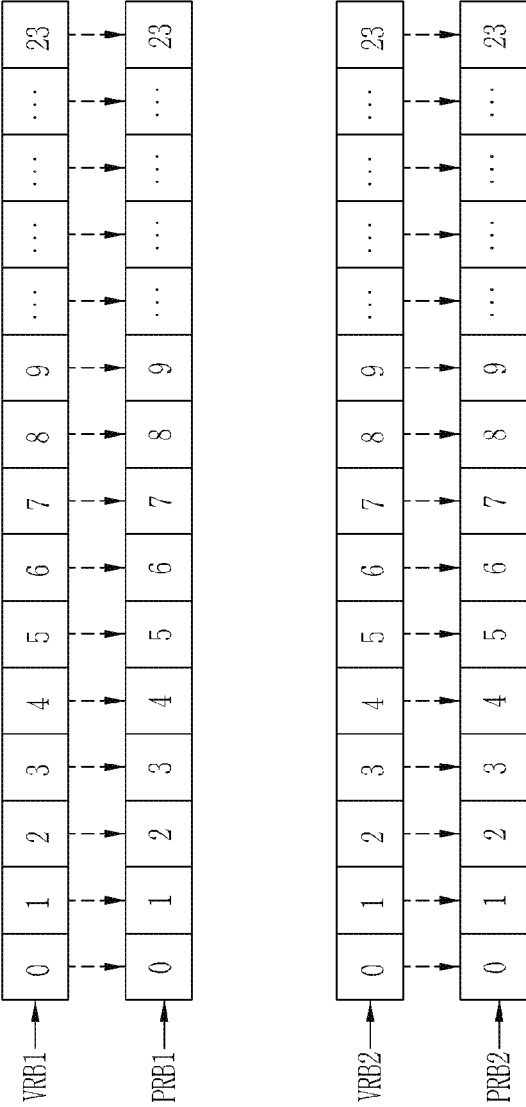 VRB1 0 1 2 3 4 5 6 7 8 9 ... ... ... ... 23
PRB1 0 1 2 3 4 5 6 7 8 9 ... ... ... ... 23
VRB2 0 1 2 3 4 5 6 7 8 9 ... ... ... ... 23
PRB2 0 1 2 3 4 5 6 7 8 9 ... ... ... ... 23